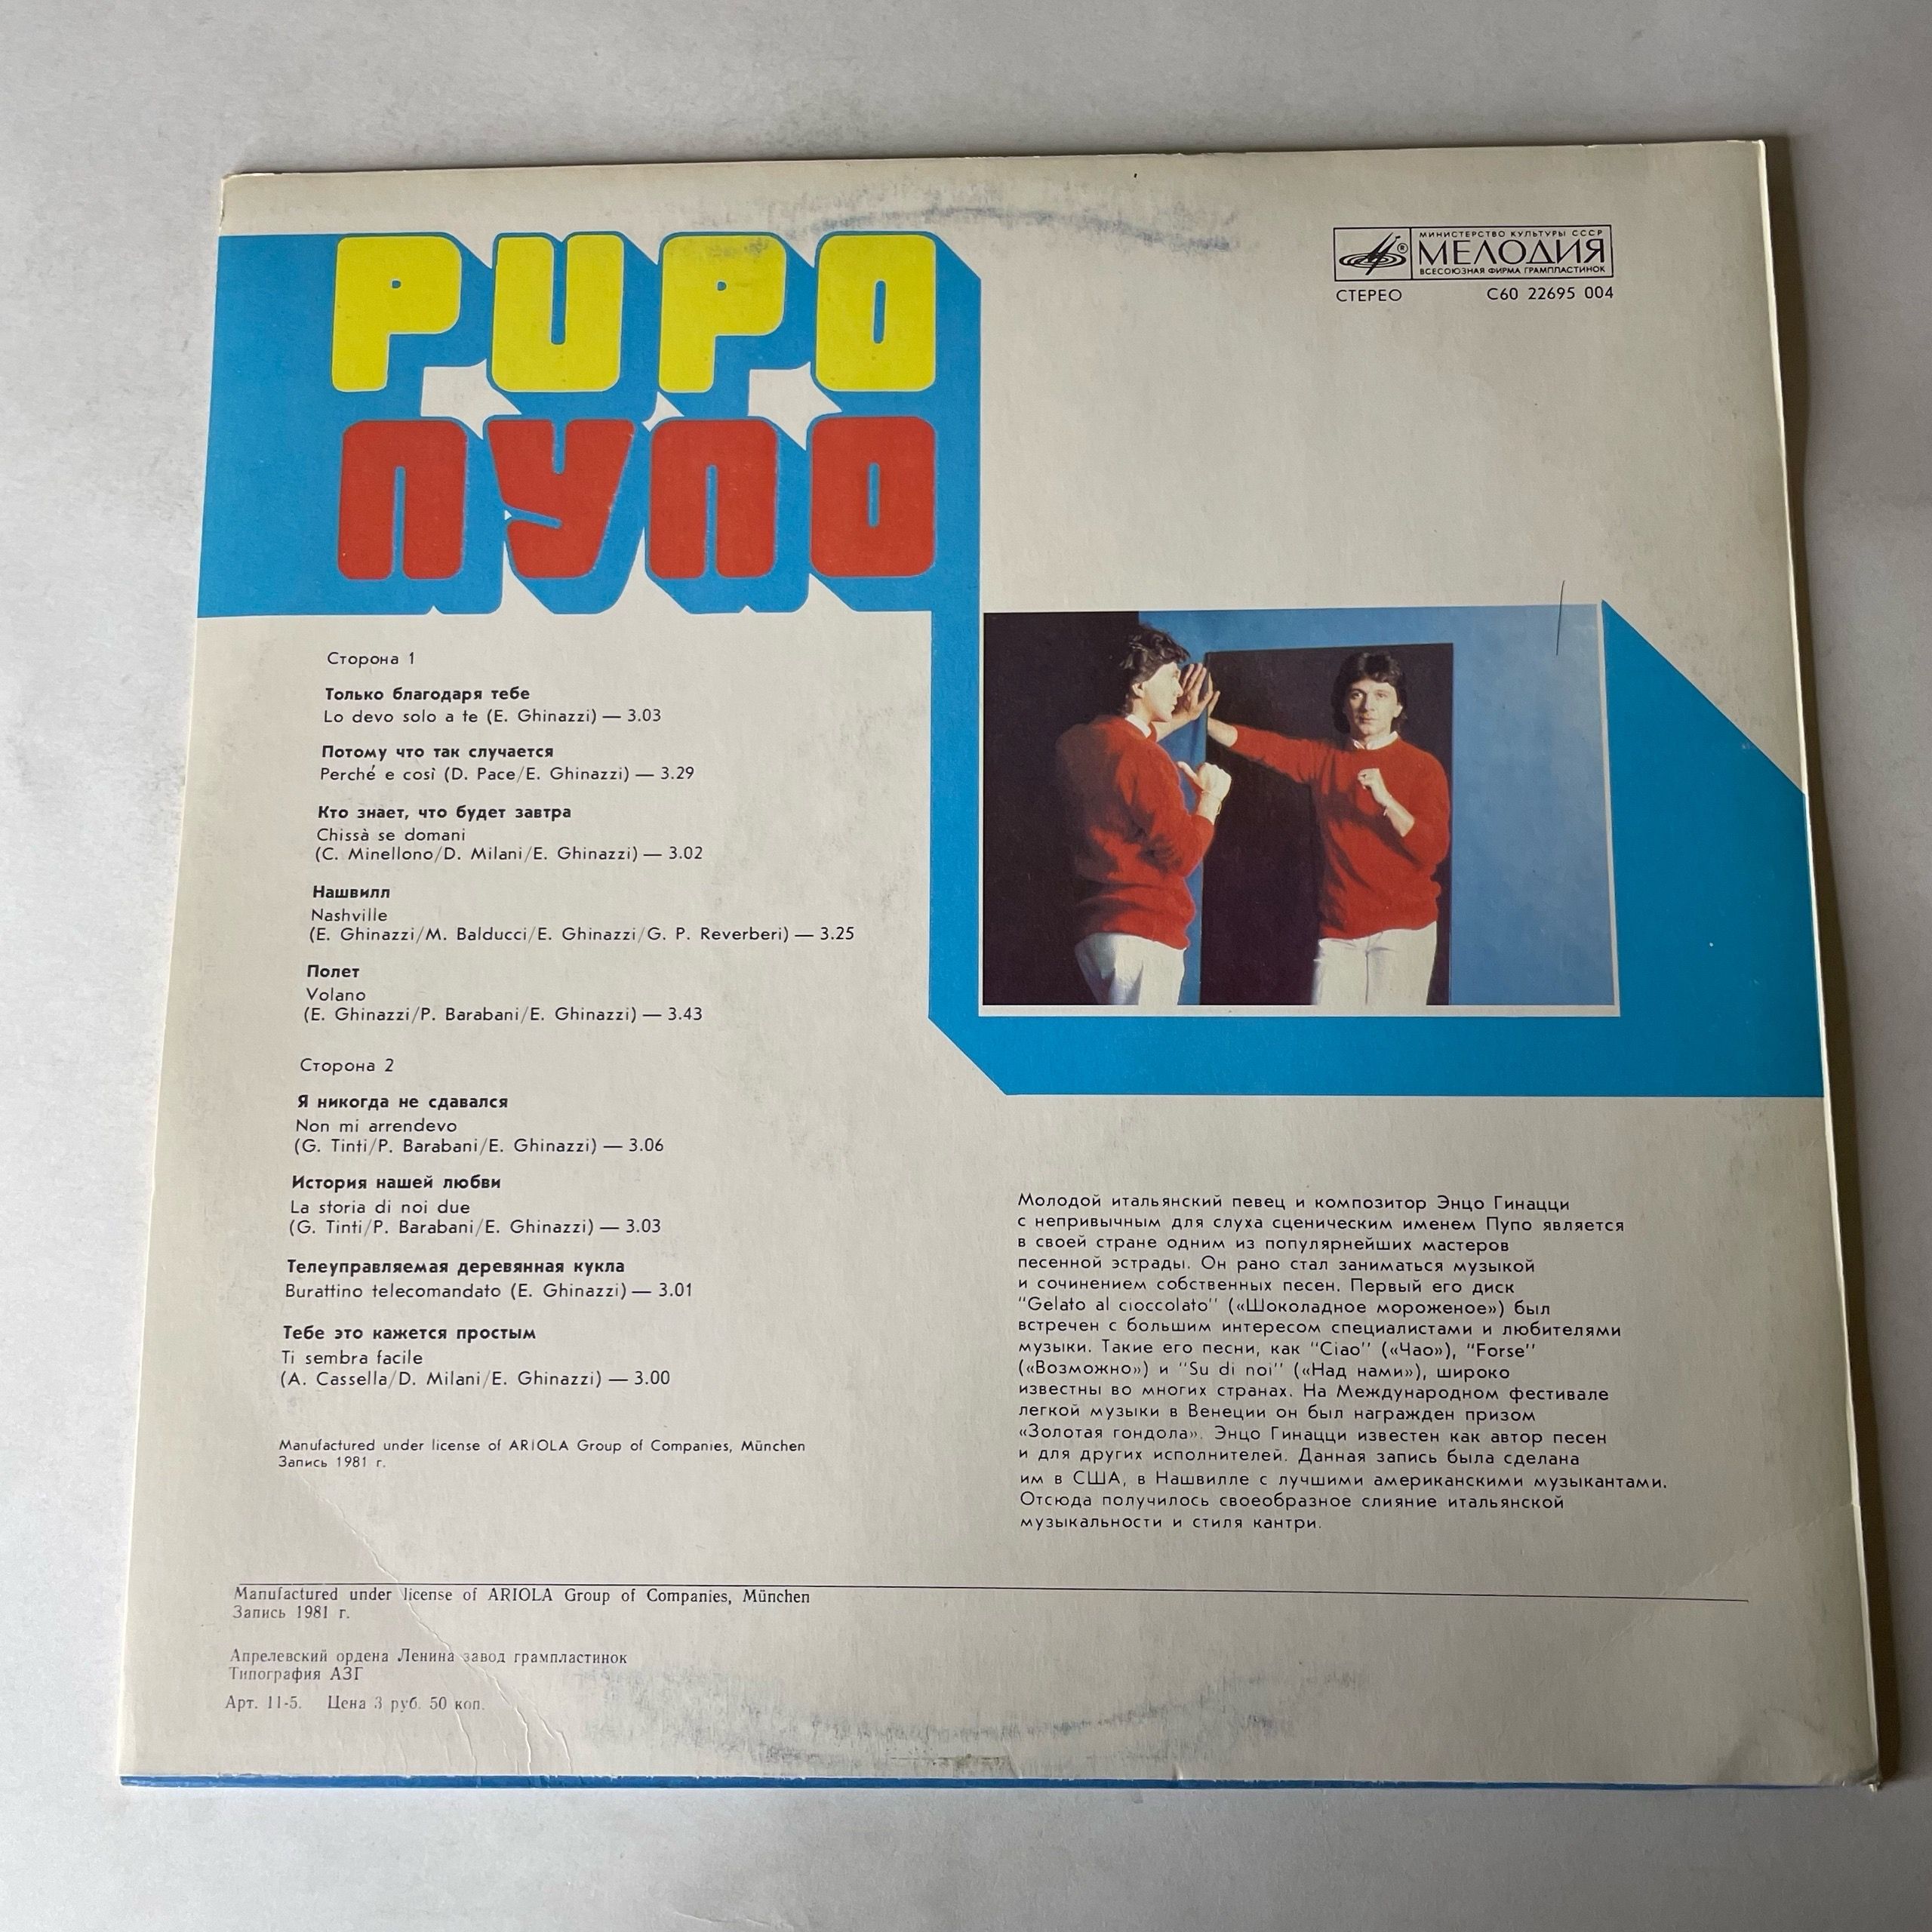 PUPO
ПУПО
МИНИСТЕРСТВО КУЛЬТУРЫ СССР
МЕЛОДИЯ
ВСЕСОЮЗНАЯ ФИРМА ГРАМПЛАСТИНОК
СТЕРЕО С60 22695 004
Сторона 1
Только благодаря тебе
Lo devo solo a te (E. Ghinazzi) — 3.03
Потому что так случается
Perché e così (D. Pace/E. Ghinazzi) — 3.29
Кто знает, что будет завтра
Chissà se domani
(C. Minellono/D. Milani/E. Ghinazzi) — 3.02
Нашвилл
Nashville
(E. Ghinazzi/M. Balducci/E. Ghinazzi/G. P. Reverberi) — 3.25
Полет
Volano
(E. Ghinazzi/P. Barabani/E. Ghinazzi) — 3.43
Сторона 2
Я никогда не сдавался
Non mi arrendevo
(G. Tinti/P. Barabani/E. Ghinazzi) — 3.06
История нашей любви
La storia di noi due
(G. Tinti/P. Barabani/E. Ghinazzi) — 3.03
Телеуправляемая деревянная кукла
Burattino telecomandato (E. Ghinazzi) — 3.01
Тебе это кажется простым
Ti sembra facile
(A. Cassella/D. Milani/E. Ghinazzi) — 3.00
Manufactured under license of ARIOLA Group of Companies, München
Запись 1981 г.
Молодой итальянский певец и композитор Энцо Гинацци
с непривычным для слуха сценическим именем Пупо является
в своей стране одним из популярнейших мастеров
песенной эстрады. Он рано стал заниматься музыкой
и сочинением собственных песен. Первый его диск
"Gelato al cioccolato" («Шоколадное мороженое») был
встречен с большим интересом специалистами и любителями
музыки. Такие его песни, как "Ciao" («Чао»), "Forse"
(«Возможно») и "Su di noi" («Над нами»), широко
известны во многих странах. На Международном фестивале
легкой музыки в Венеции он был награжден призом
«Золотая гондола». Энцо Гинацци известен как автор песен
и для других исполнителей. Данная запись была сделана
им в США, в Нашвилле с лучшими американскими музыкантами.
Отсюда получилось своеобразное слияние итальянской
музыкальности и стиля кантри.
Manufactured under license of ARIOLA Group of Companies, München
Запись 1981 г.
Апрелевский ордена Ленина завод грампластинок
Типография АЗГ
Арт. 11-5. Цена 3 руб. 50 коп.